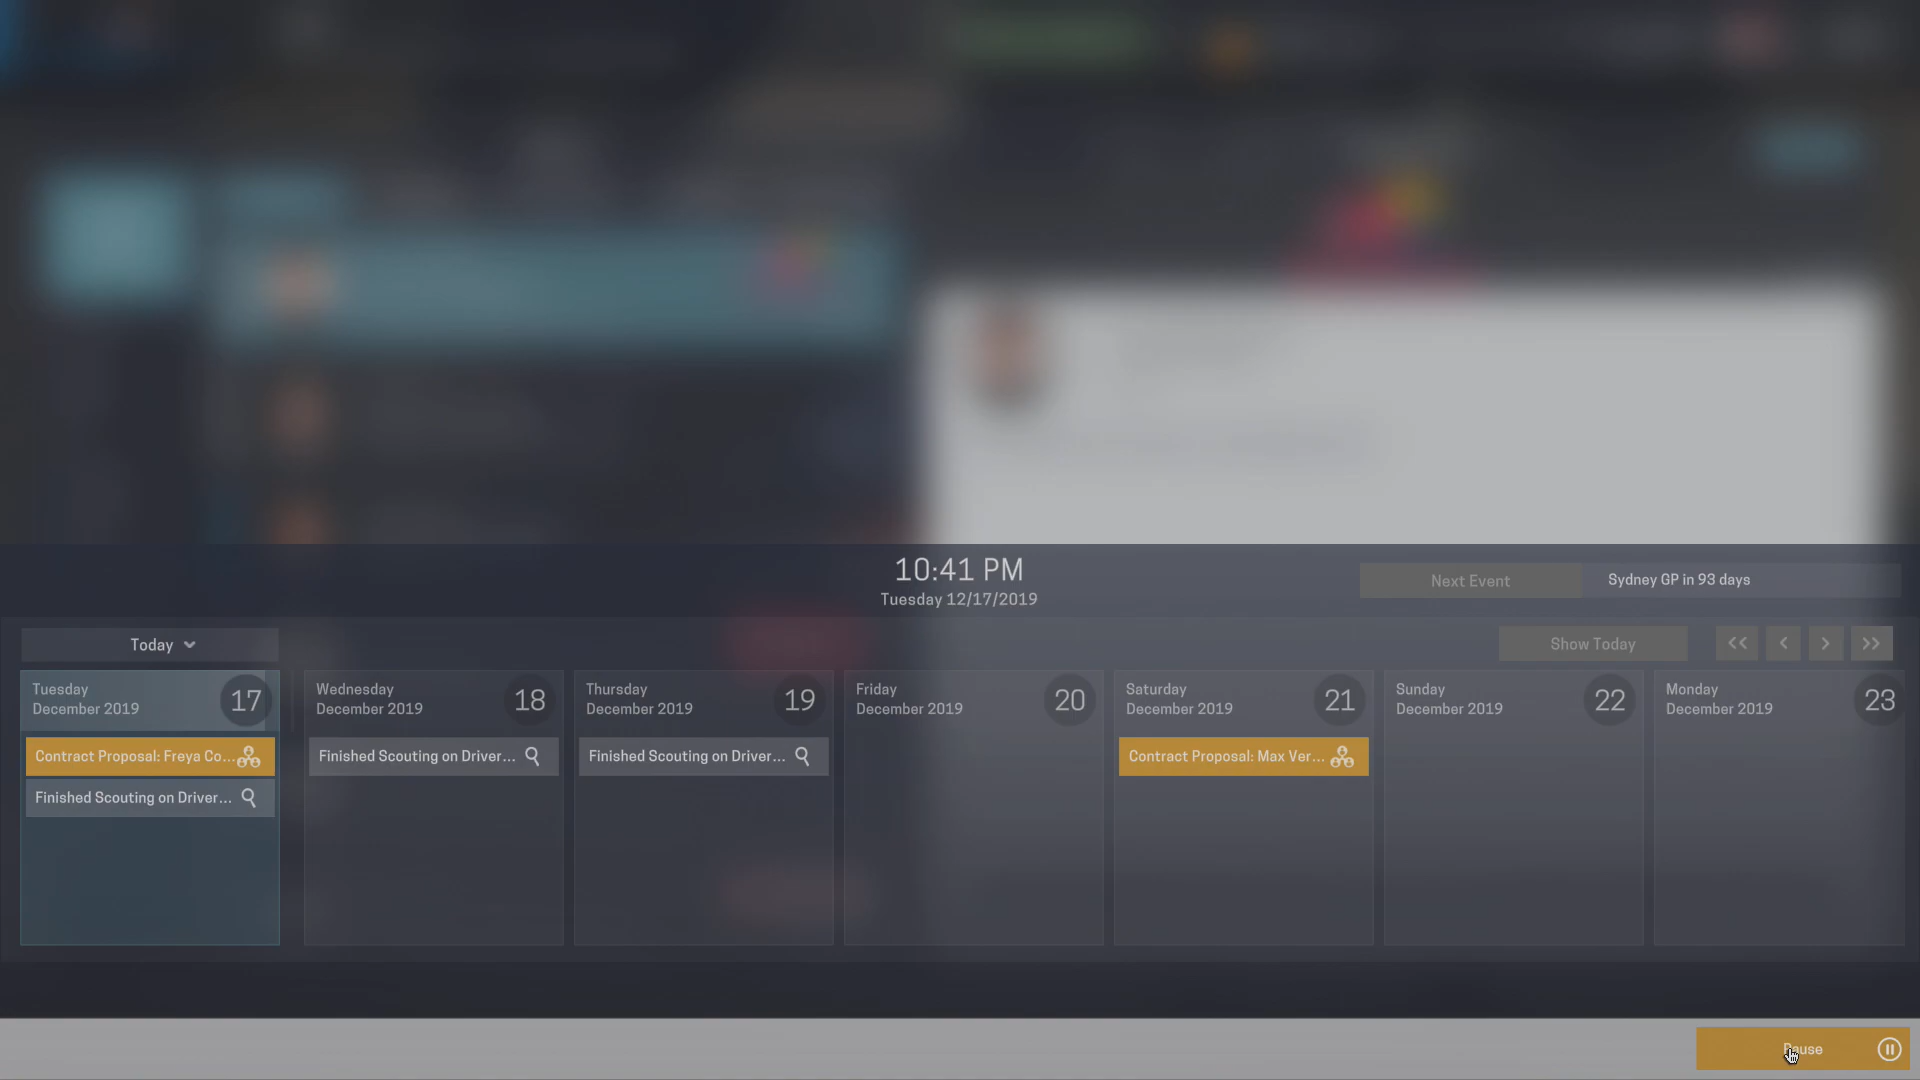 10:41 PM
Tuesday 12/17/2019
Next Event
Sydney GP in 93 days
Today
Show Today
Tuesday
December 2019
17
Contract Proposal: Freya Co...
Finished Scouting on Driver...
Wednesday
December 2019
18
Finished Scouting on Driver...
Thursday
December 2019
19
Finished Scouting on Driver...
Friday
December 2019
20
Saturday
December 2019
21
Contract Proposal: Max Ver...
Sunday
December 2019
22
Monday
December 2019
23
Pause